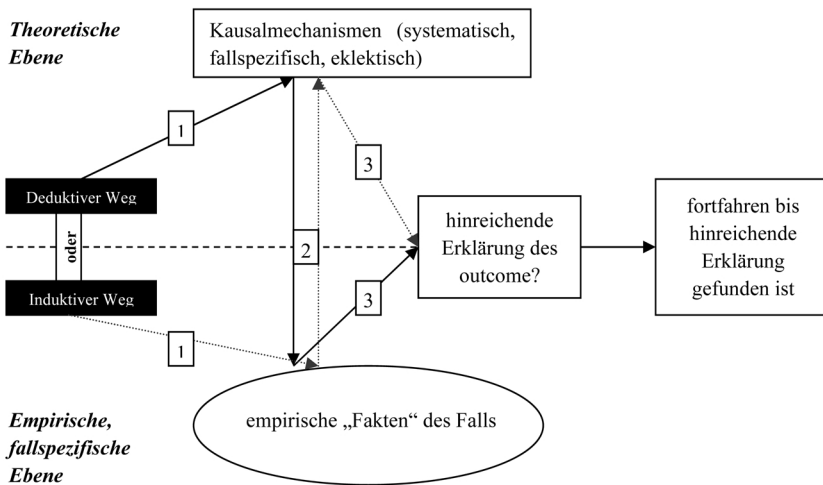 Theoretische
Ebene
Kausalmechanismen (systematisch,
fallspezifisch, eklektisch)
1
3
Deduktiver Weg
oder
Induktiver Weg
2
hinreichende
Erklärung des
outcome?
fortfahren bis
hinreichende
Erklärung
gefunden ist
3
1
empirische „Fakten“ des Falls
Empirische,
fallspezifische
Ebene